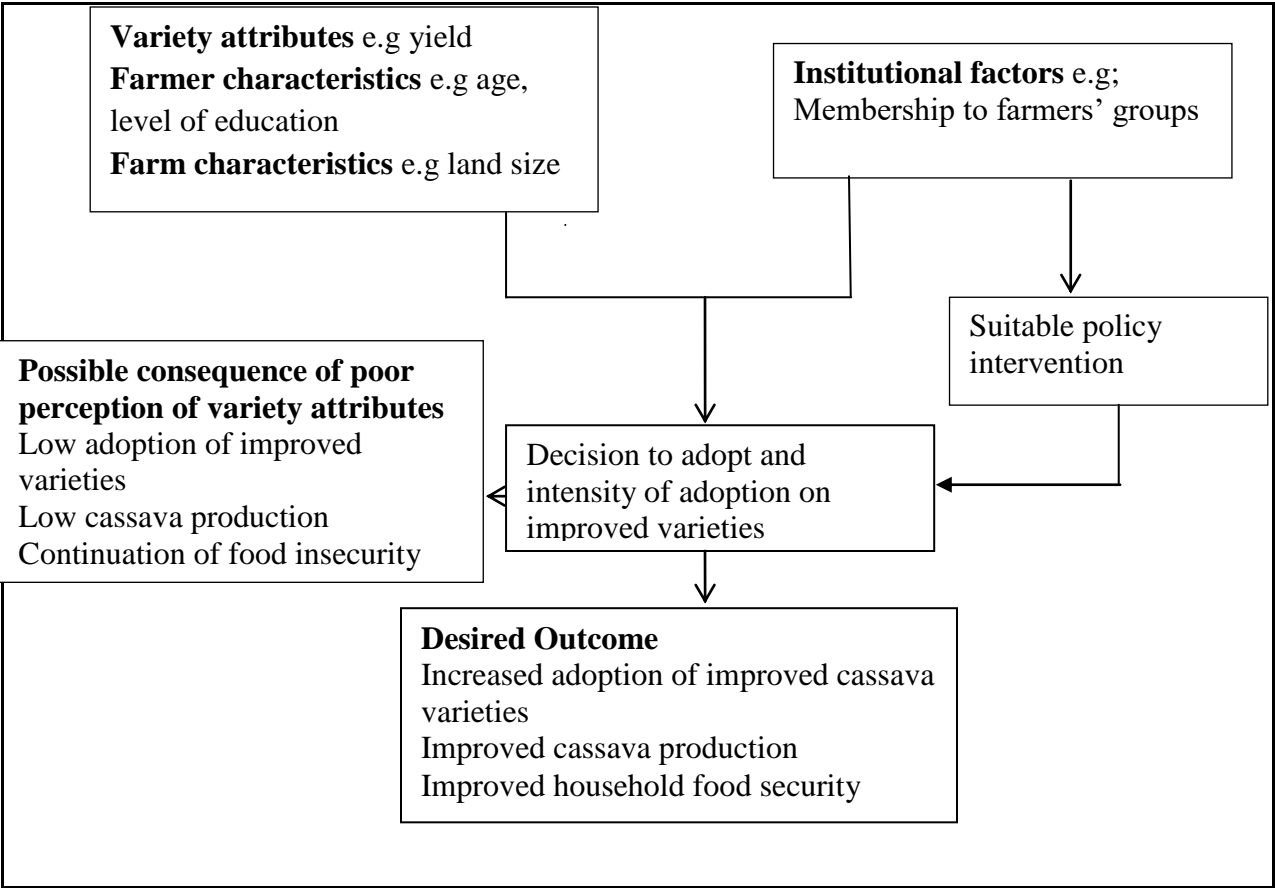 Variety attributes e.g yield
Farmer characteristics e.g age,
level of education
Farm characteristics e.g land size
Institutional factors e.g;
Membership to farmers’ groups
Suitable policy
intervention
Possible consequence of poor
perception of variety attributes
Low adoption of improved
varieties
Low cassava production
Continuation of food insecurity
Decision to adopt and
intensity of adoption on
improved varieties
Desired Outcome
Increased adoption of improved cassava
varieties
Improved cassava production
Improved household food security